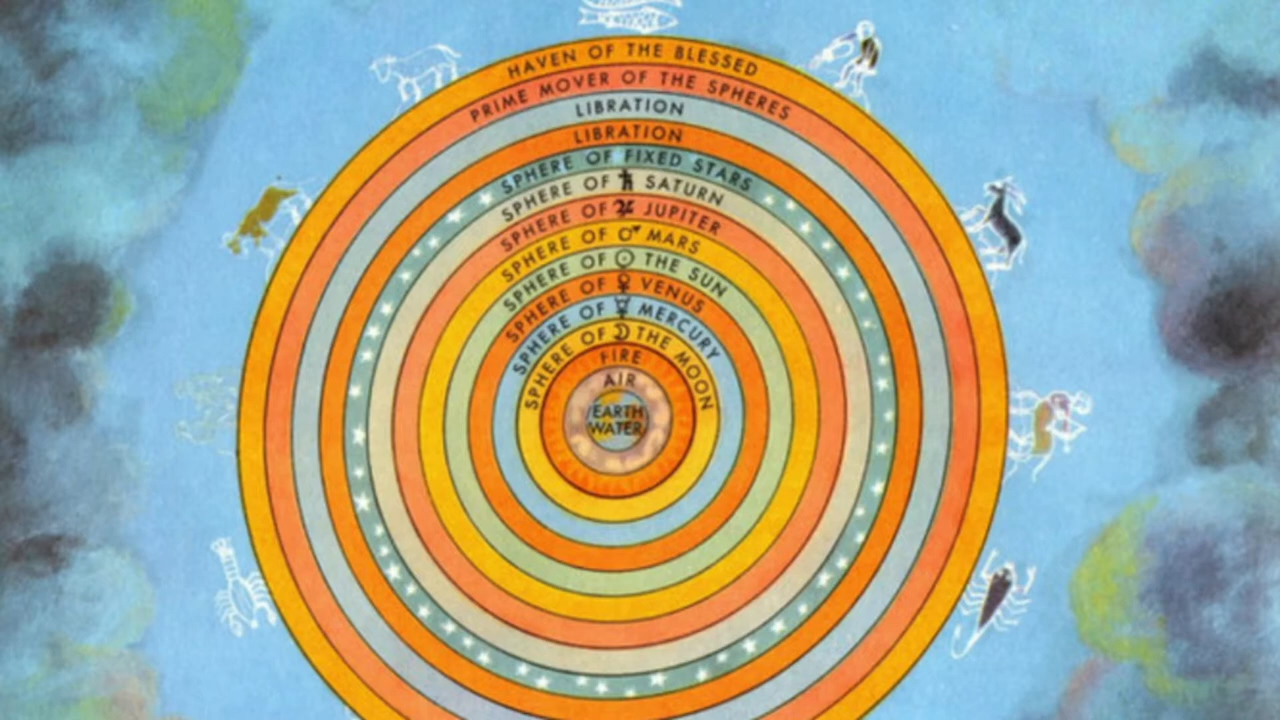 HAVEN OF THE BLESSED
PRIME MOVER OF THE SPHERES
LIBRATION
LIBRATION
SPHERE OF FIXED STARS
SPHERE OF ♄ SATURN
SPHERE OF ♃ JUPITER
SPHERE OF ♂ MARS
SPHERE OF ☉ THE SUN
SPHERE OF ♀ VENUS
SPHERE OF ☿ MERCURY
SPHERE OF ☽ THE MOON
FIRE
AIR
EARTH
WATER